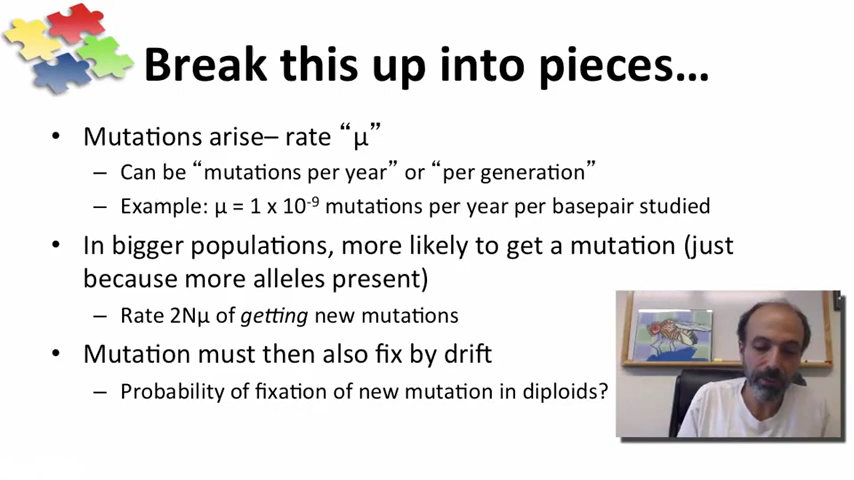 Break this up into pieces…
• Mutations arise– rate “μ”
– Can be “mutations per year” or “per generation”
– Example: μ = 1 x 10⁻⁹ mutations per year per basepair studied
• In bigger populations, more likely to get a mutation (just
because more alleles present)
– Rate 2Nμ of getting new mutations
• Mutation must then also fix by drift
– Probability of fixation of new mutation in diploids?